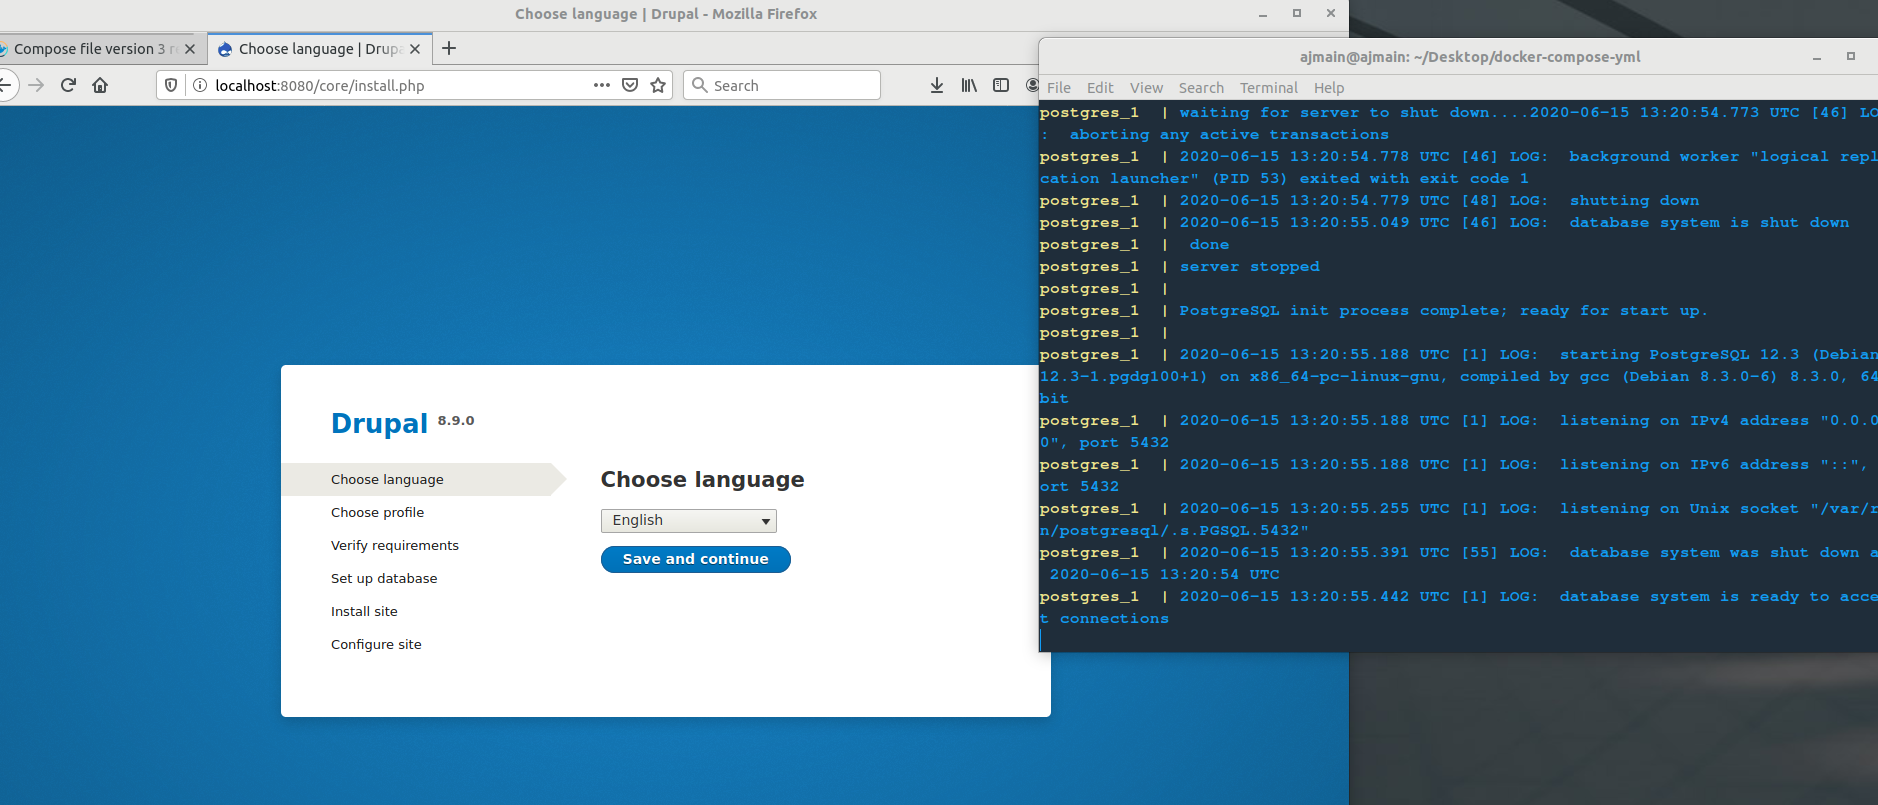 Choose language | Drupal - Mozilla Firefox
Compose file version 3 r
Choose language | Drupa
localhost:8080/core/install.php
Search
Drupal 8.9.0
Choose language
Choose profile
Verify requirements
Set up database
Install site
Configure site
Choose language
English
Save and continue
ajmain@ajmain: ~/Desktop/docker-compose-yml
File Edit View Search Terminal Help
postgres_1 | waiting for server to shut down....2020-06-15 13:20:54.773 UTC [46] LO
: aborting any active transactions
postgres_1 | 2020-06-15 13:20:54.778 UTC [46] LOG: background worker "logical repl
cation launcher" (PID 53) exited with exit code 1
postgres_1 | 2020-06-15 13:20:54.779 UTC [48] LOG: shutting down
postgres_1 | 2020-06-15 13:20:55.049 UTC [46] LOG: database system is shut down
postgres_1 | done
postgres_1 | server stopped
postgres_1 |
postgres_1 | PostgreSQL init process complete; ready for start up.
postgres_1 |
postgres_1 | 2020-06-15 13:20:55.188 UTC [1] LOG: starting PostgreSQL 12.3 (Debian
12.3-1.pgdg100+1) on x86_64-pc-linux-gnu, compiled by gcc (Debian 8.3.0-6) 8.3.0, 64
bit
postgres_1 | 2020-06-15 13:20:55.188 UTC [1] LOG: listening on IPv4 address "0.0.0
0", port 5432
postgres_1 | 2020-06-15 13:20:55.188 UTC [1] LOG: listening on IPv6 address "::",
ort 5432
postgres_1 | 2020-06-15 13:20:55.255 UTC [1] LOG: listening on Unix socket "/var/r
n/postgresql/.s.PGSQL.5432"
postgres_1 | 2020-06-15 13:20:55.391 UTC [55] LOG: database system was shut down a
2020-06-15 13:20:54 UTC
postgres_1 | 2020-06-15 13:20:55.442 UTC [1] LOG: database system is ready to acce
t connections